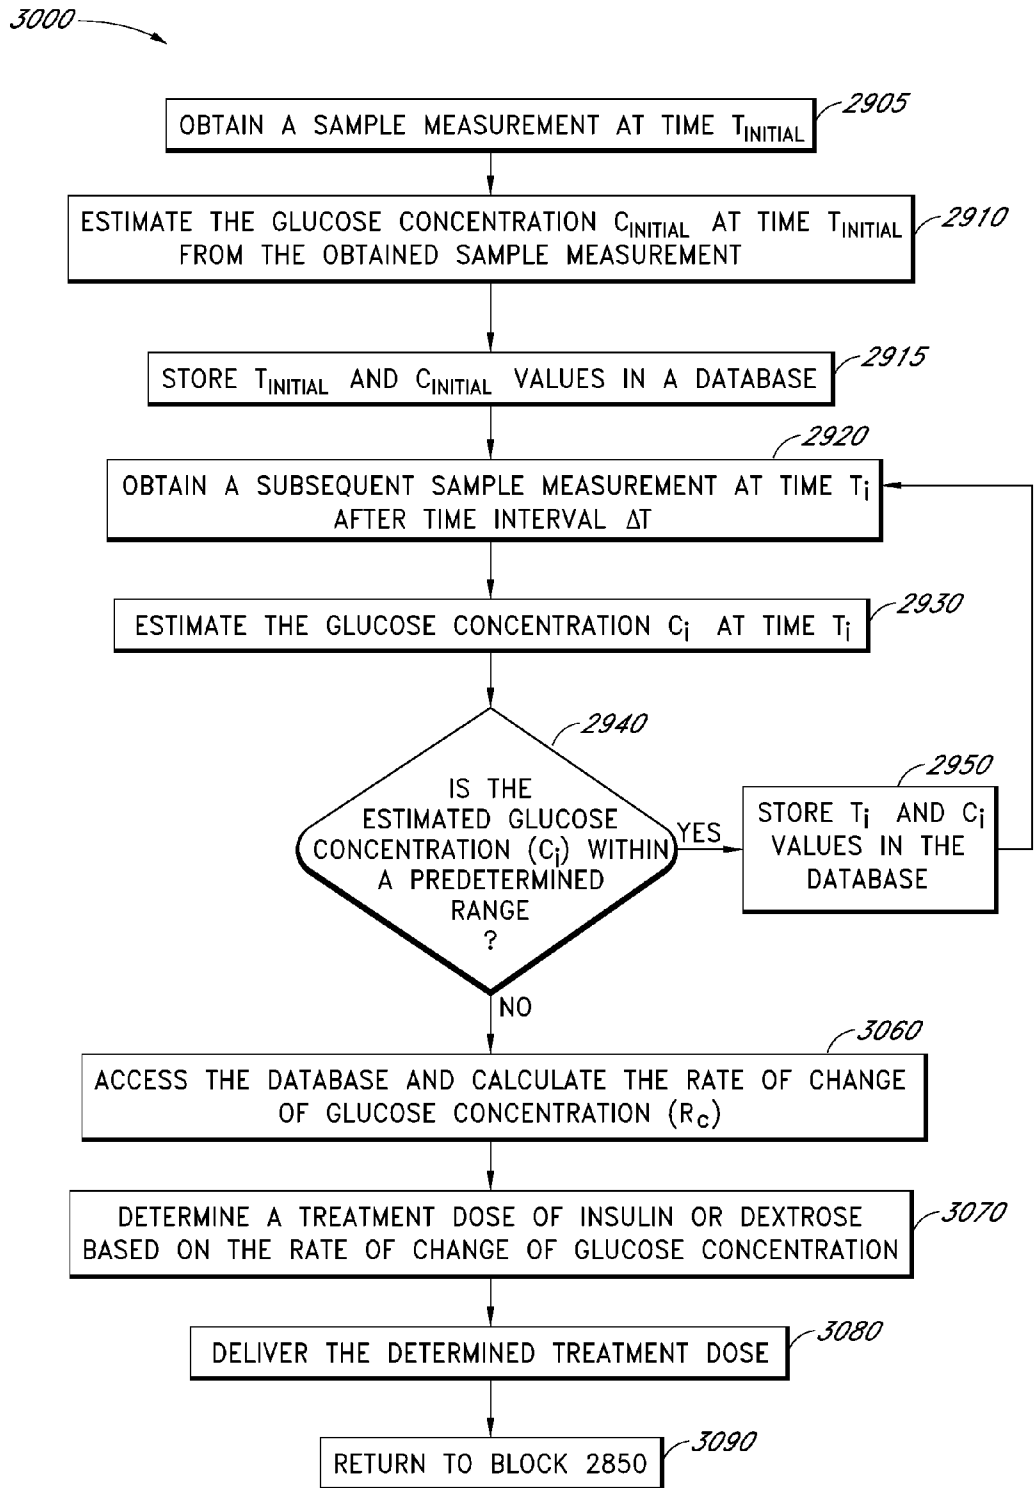 3000
2905
OBTAIN A SAMPLE MEASUREMENT AT TIME TINITIAL
2910
ESTIMATE THE GLUCOSE CONCENTRATION CINITIAL AT TIME TINITIAL
FROM THE OBTAINED SAMPLE MEASUREMENT
2915
STORE TINITIAL AND CINITIAL VALUES IN A DATABASE
2920
OBTAIN A SUBSEQUENT SAMPLE MEASUREMENT AT TIME Ti
AFTER TIME INTERVAL ΔT
2930
ESTIMATE THE GLUCOSE CONCENTRATION Ci AT TIME Ti
2940
IS THE
ESTIMATED GLUCOSE
CONCENTRATION (Ci) WITHIN
A PREDETERMINED
RANGE
?
YES
2950
STORE Ti AND Ci
VALUES IN THE
DATABASE
NO
3060
ACCESS THE DATABASE AND CALCULATE THE RATE OF CHANGE
OF GLUCOSE CONCENTRATION (Rc)
3070
DETERMINE A TREATMENT DOSE OF INSULIN OR DEXTROSE
BASED ON THE RATE OF CHANGE OF GLUCOSE CONCENTRATION
3080
DELIVER THE DETERMINED TREATMENT DOSE
3090
RETURN TO BLOCK 2850